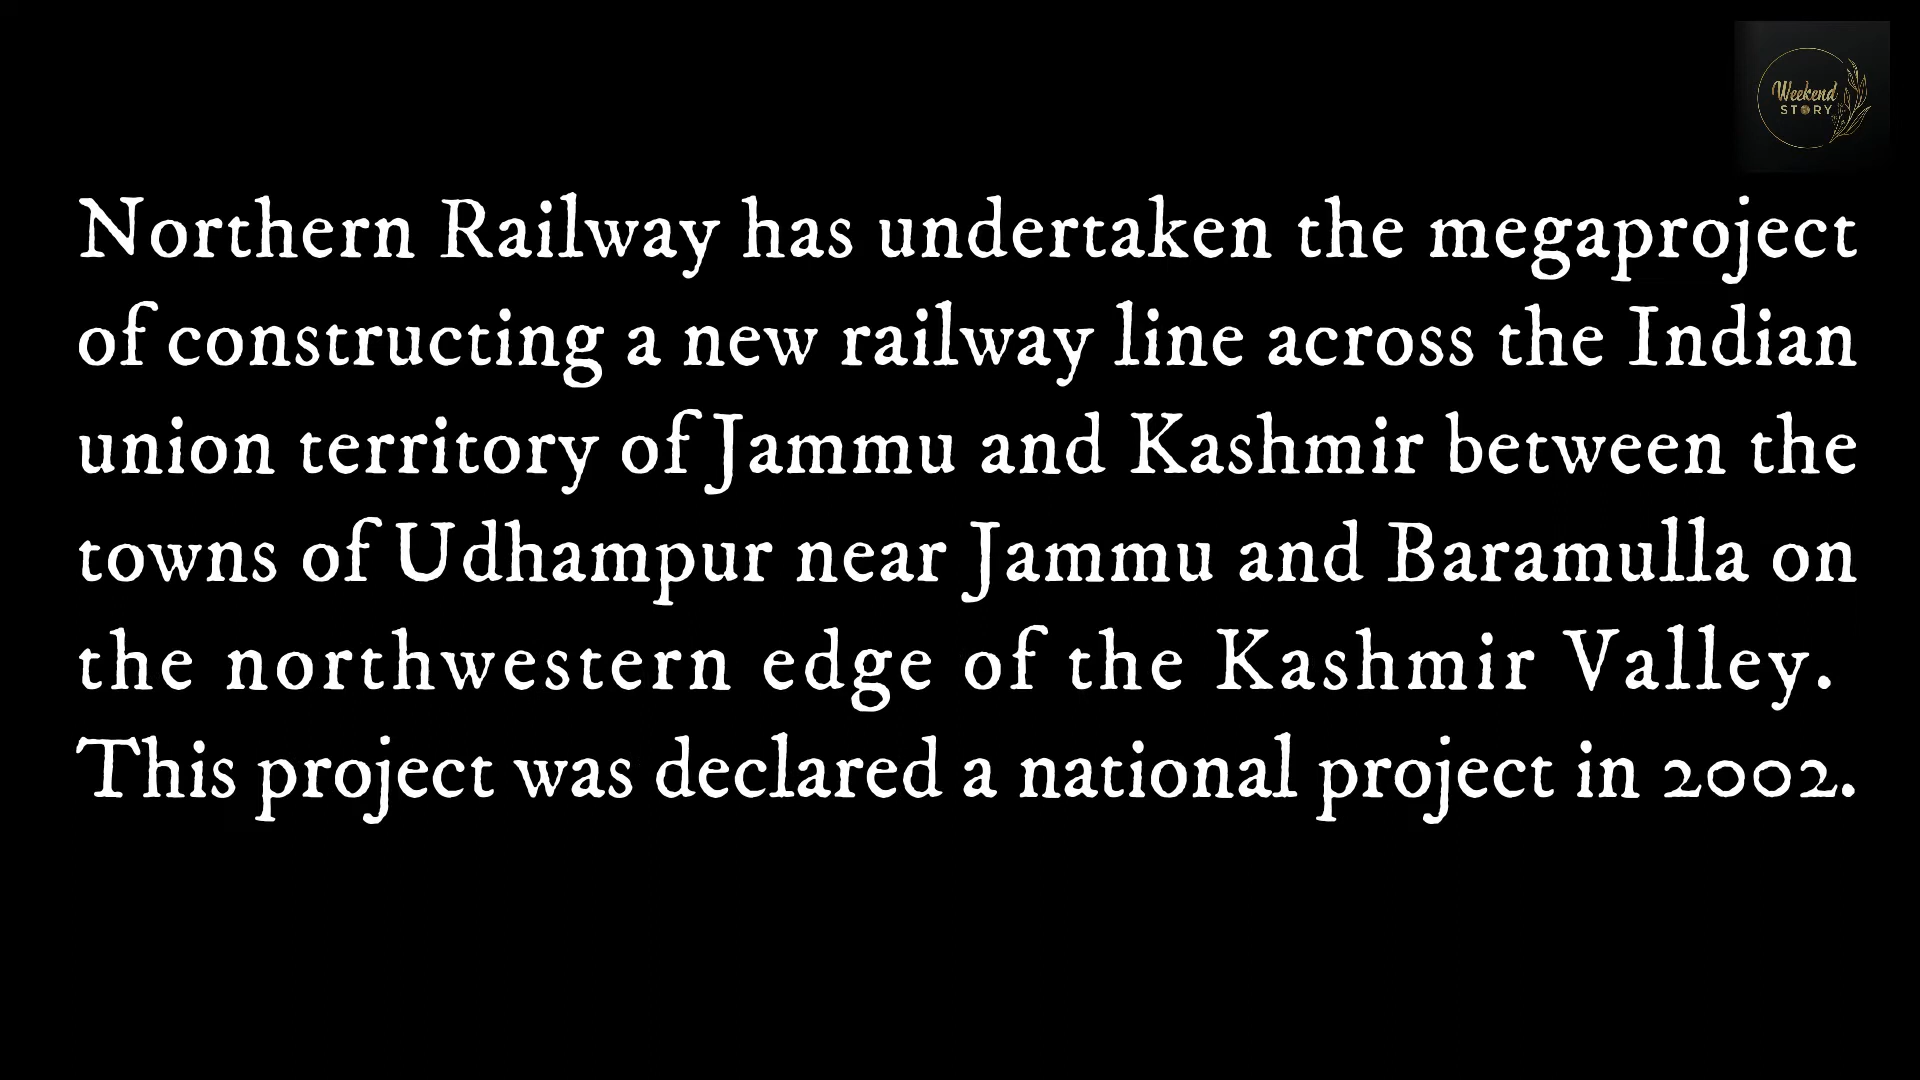 Weekend
STORY
Northern Railway has undertaken the megaproject
of constructing a new railway line across the Indian
union territory of Jammu and Kashmir between the
towns of Udhampur near Jammu and Baramulla on
the northwestern edge of the Kashmir Valley.
This project was declared a national project in 2002.